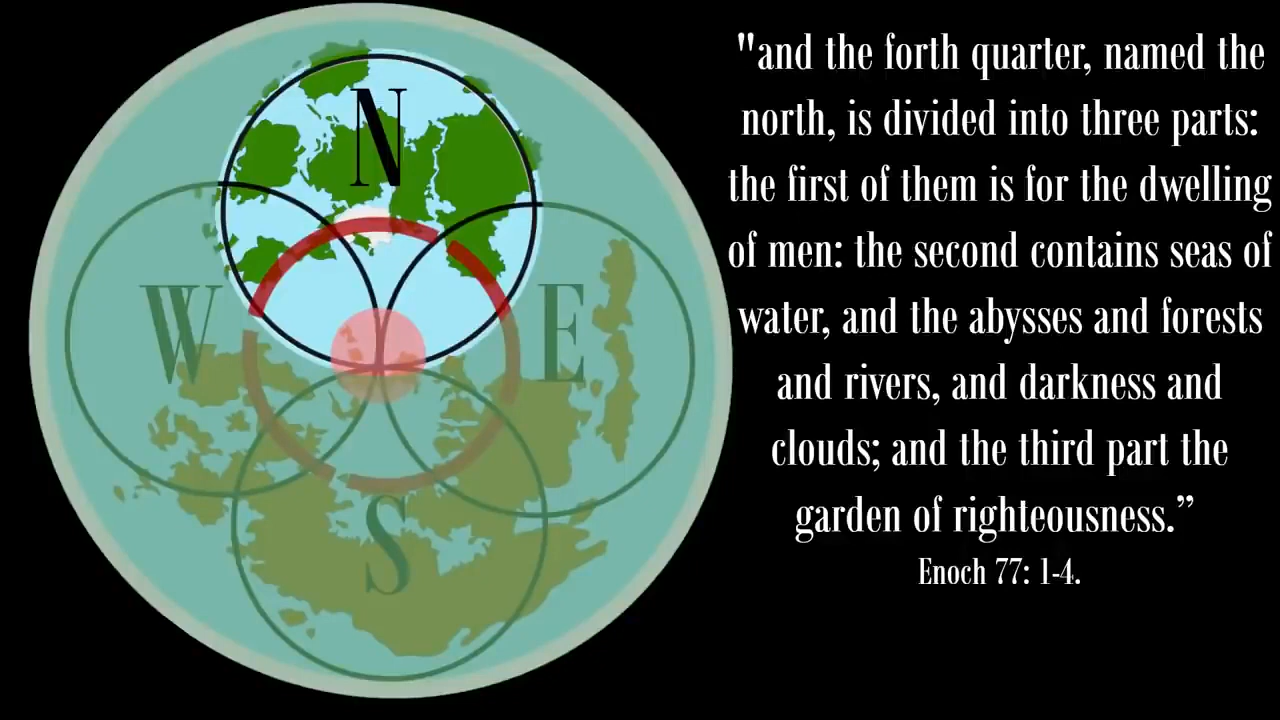 N
W
E
S
"and the forth quarter, named the
north, is divided into three parts:
the first of them is for the dwelling
of men: the second contains seas of
water, and the abysses and forests
and rivers, and darkness and
clouds; and the third part the
garden of righteousness.”
Enoch 77: 1-4.